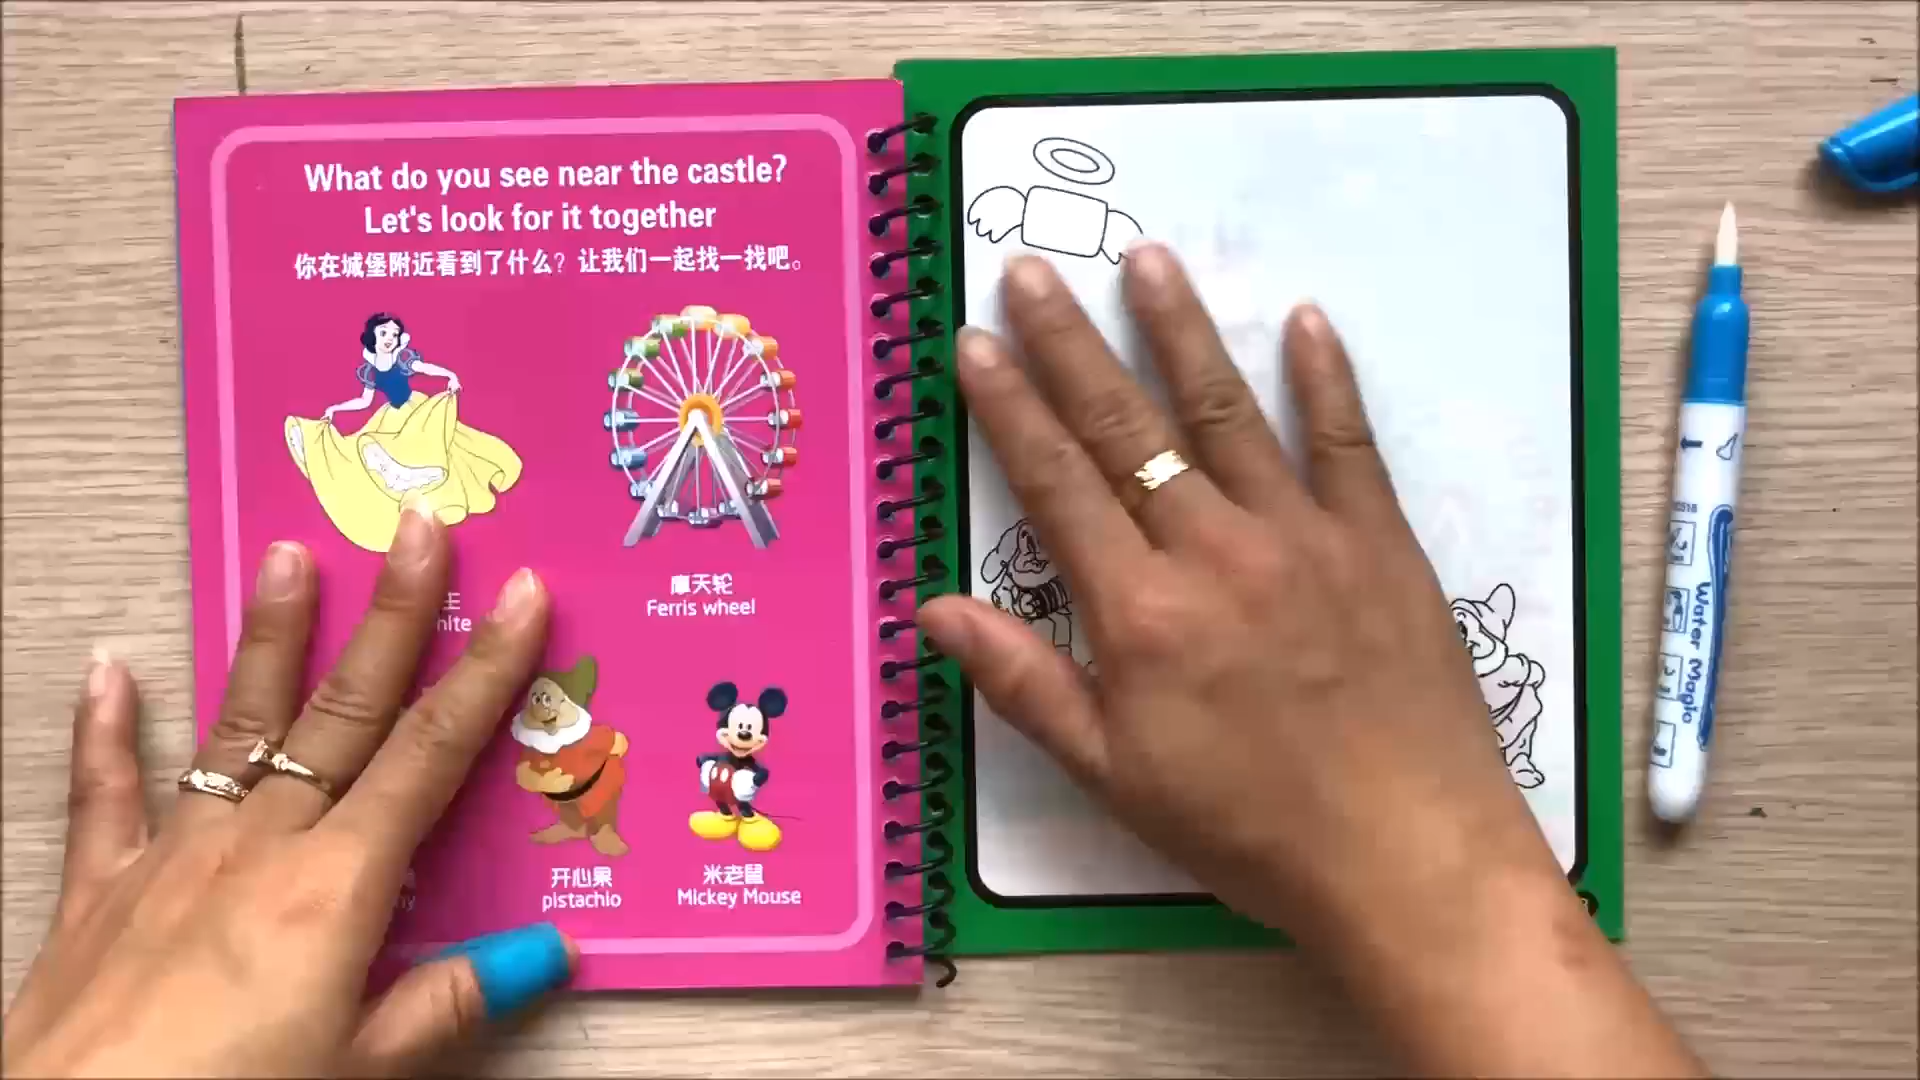 What do you see near the castle?
Let's look for it together
你在城堡附近看到了什么？让我们一起找一找吧。
摩天轮
Ferris wheel
开心果
pistachio
米老鼠
Mickey Mouse
Water Magic